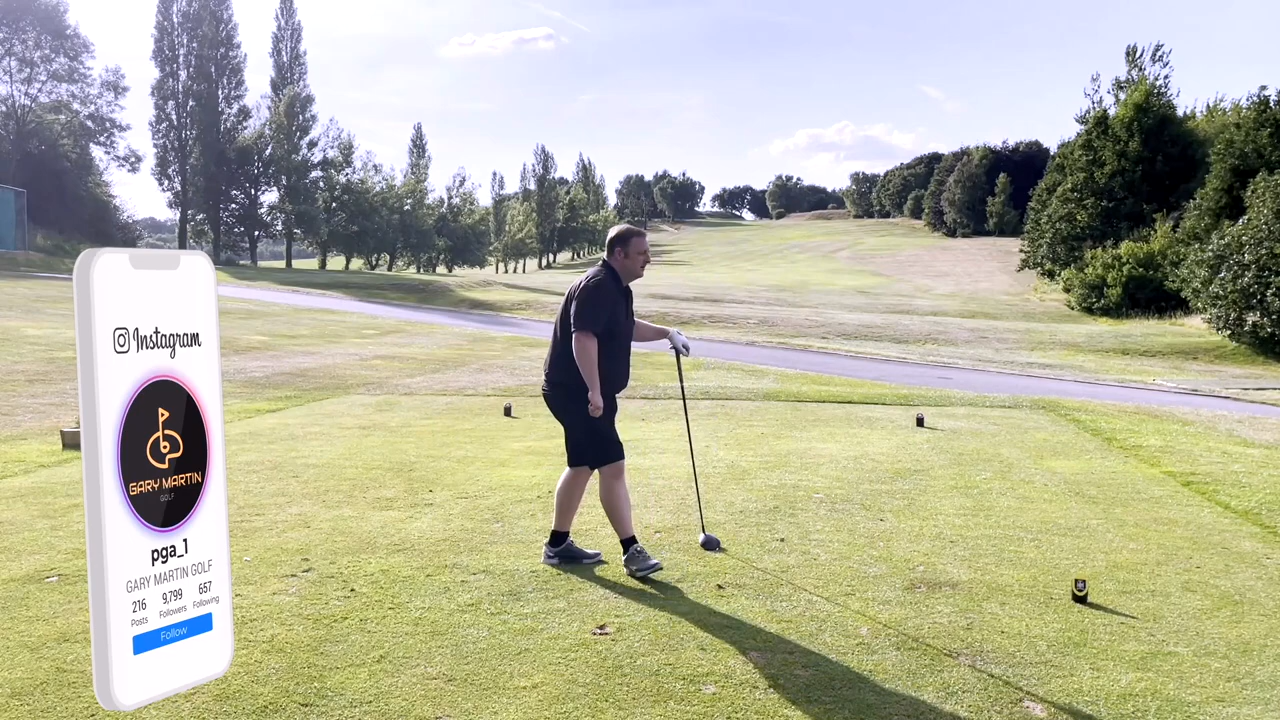 Instagram
GARY MARTIN
GOLF
pga_1
GARY MARTIN GOLF
216 9,799 657
Posts Followers Following
Follow